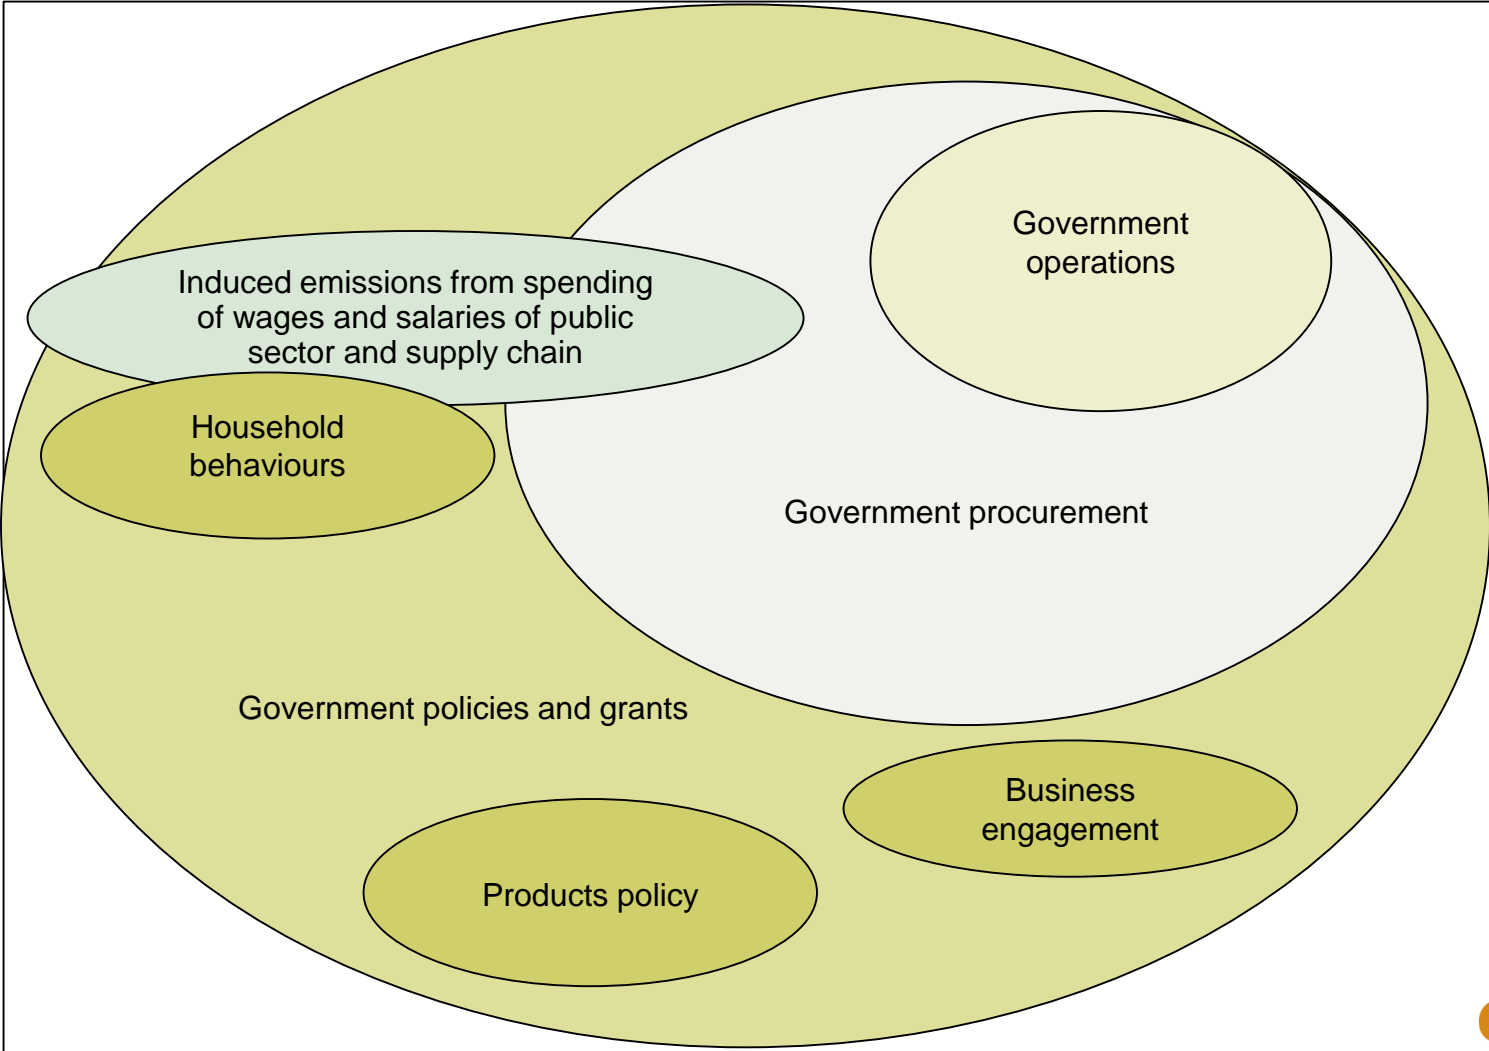 Government
operations
Induced emissions from spending
of wages and salaries of public
sector and supply chain
Household
behaviours
Government procurement
Government policies and grants
Business
engagement
Products policy